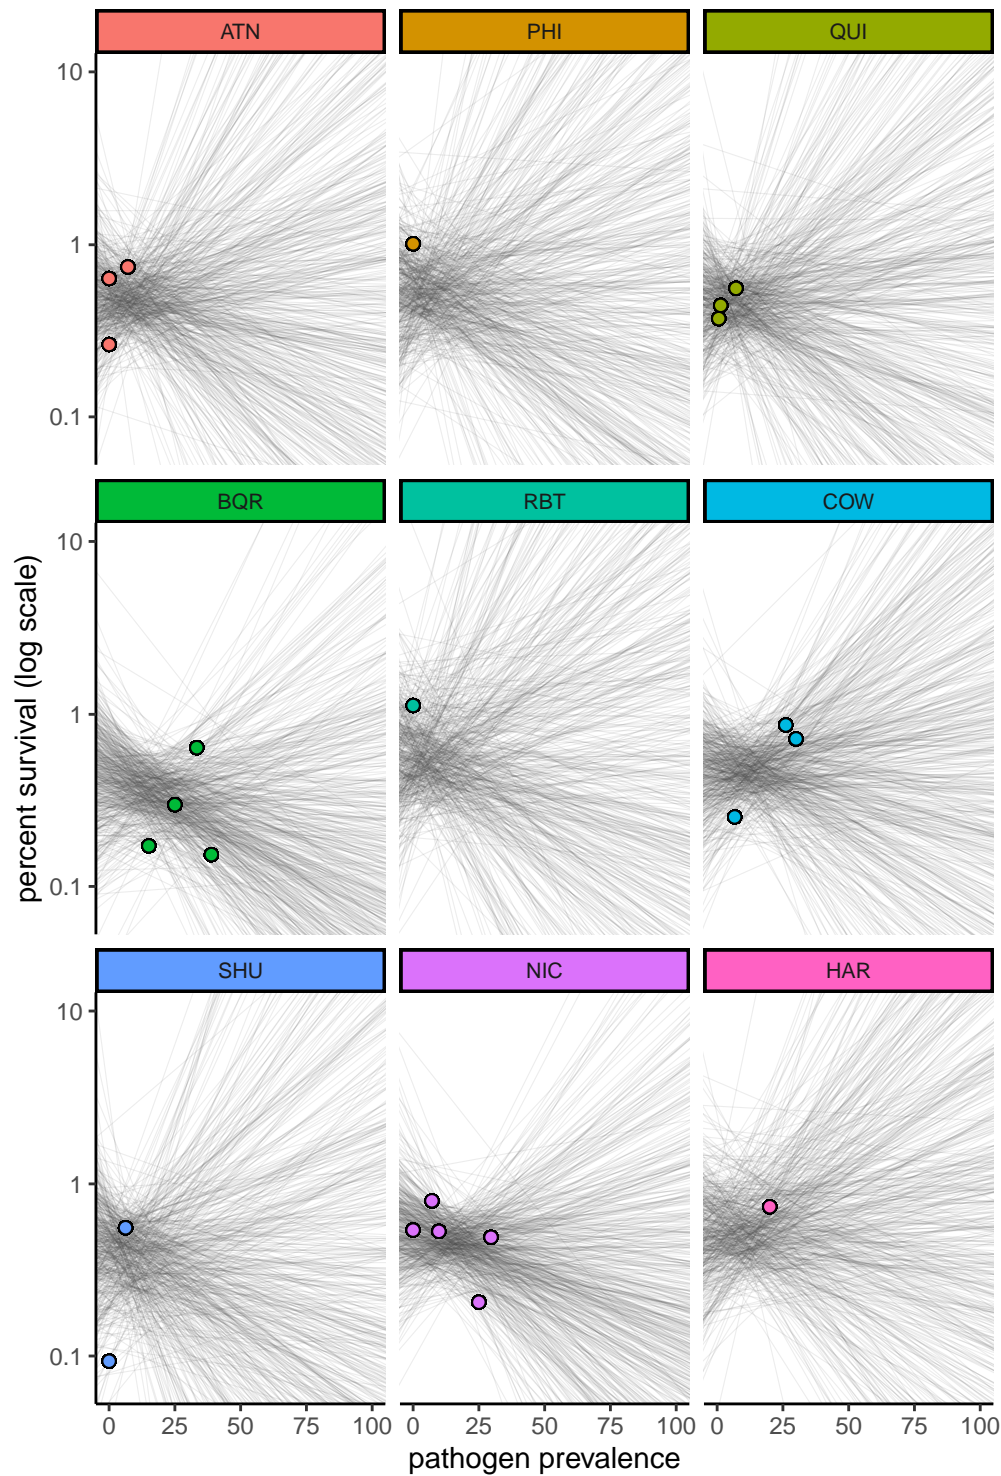 ATN PHI QUI
10
1
0.1
BQR RBT COW
10
1
0.1
percent survival (log scale)
SHU NIC HAR
10
1
0.1
0 25 50 75 100 0 25 50 75 100 0 25 50 75 100
pathogen prevalence